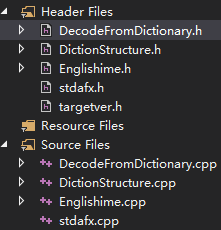 Header Files
DecodeFromDictionary.h
DictionStructure.h
Englishime.h
stdafx.h
targetver.h
Resource Files
Source Files
DecodeFromDictionary.cpp
DictionStructure.cpp
Englishime.cpp
stdafx.cpp